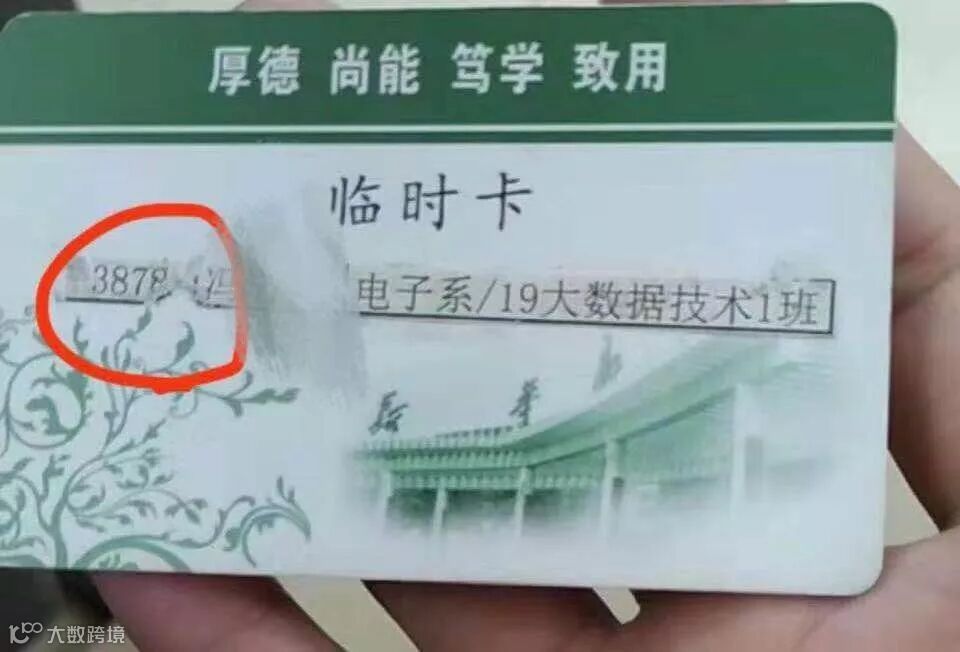 厚德 尚能 笃学 致用
临时卡
3878 冯 电子系/19大数据技术1班
大数跨境